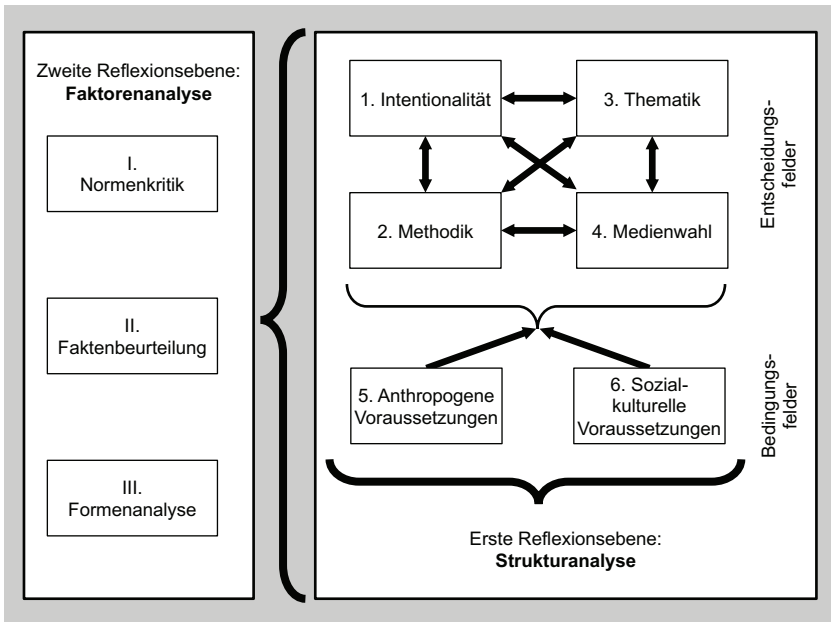 Zweite Reflexionsebene:
Faktorenanalyse
I.
Normenkritik
II.
Faktenbeurteilung
III.
Formenanalyse
1. Intentionalität
3. Thematik
2. Methodik
4. Medienwahl
Entscheidungs-
felder
5. Anthropogene
Voraussetzungen
6. Sozial-
kulturelle
Voraussetzungen
Bedingungs-
felder
Erste Reflexionsebene:
Strukturanalyse